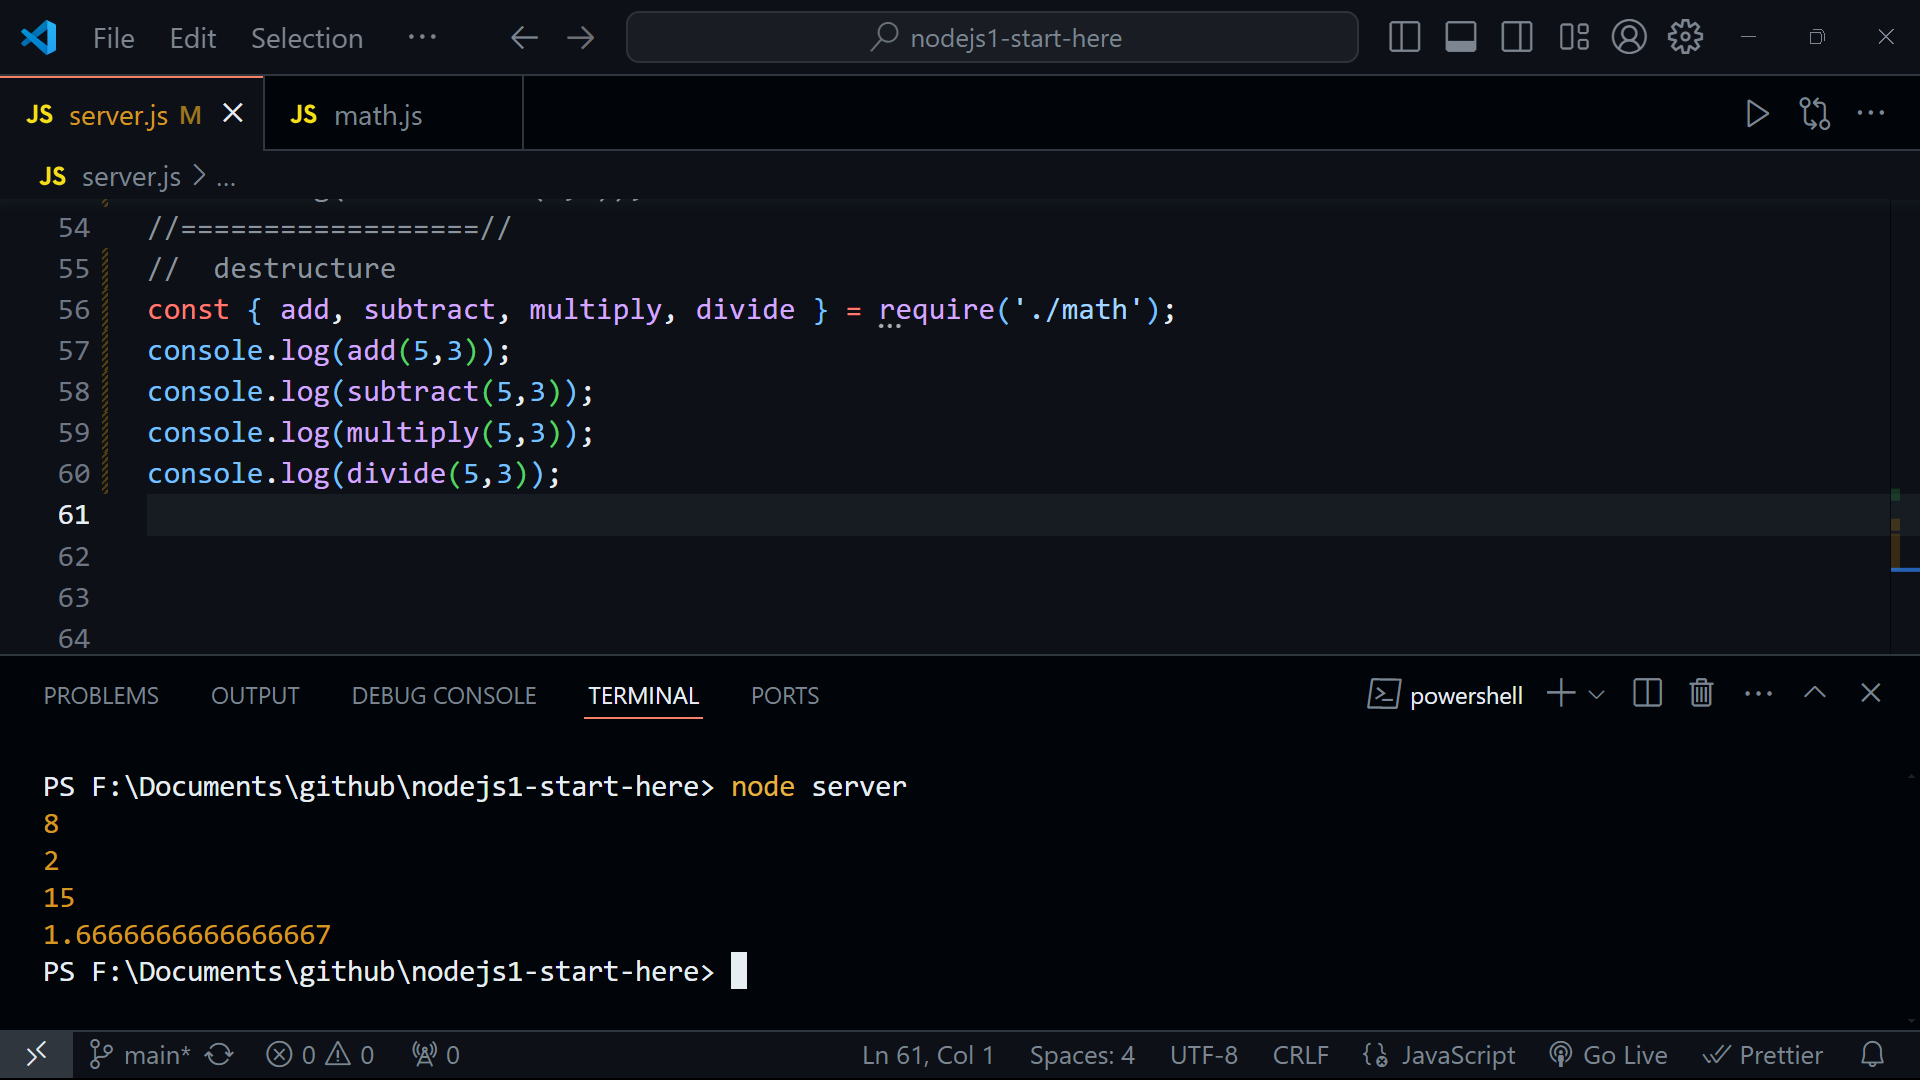 File Edit Selection ··· nodejs1-start-here
JS server.js M JS math.js
JS server.js > ...
54 //==================//
55 //  destructure
56 const { add, subtract, multiply, divide } = require('./math');
57 console.log(add(5,3));
58 console.log(subtract(5,3));
59 console.log(multiply(5,3));
60 console.log(divide(5,3));
61
62
63
64
PROBLEMS OUTPUT DEBUG CONSOLE TERMINAL PORTS powershell
PS F:\Documents\github\nodejs1-start-here> node server
8
2
15
1.6666666666666667
PS F:\Documents\github\nodejs1-start-here>
main* 0 0 0 Ln 61, Col 1 Spaces: 4 UTF-8 CRLF JavaScript Go Live Prettier